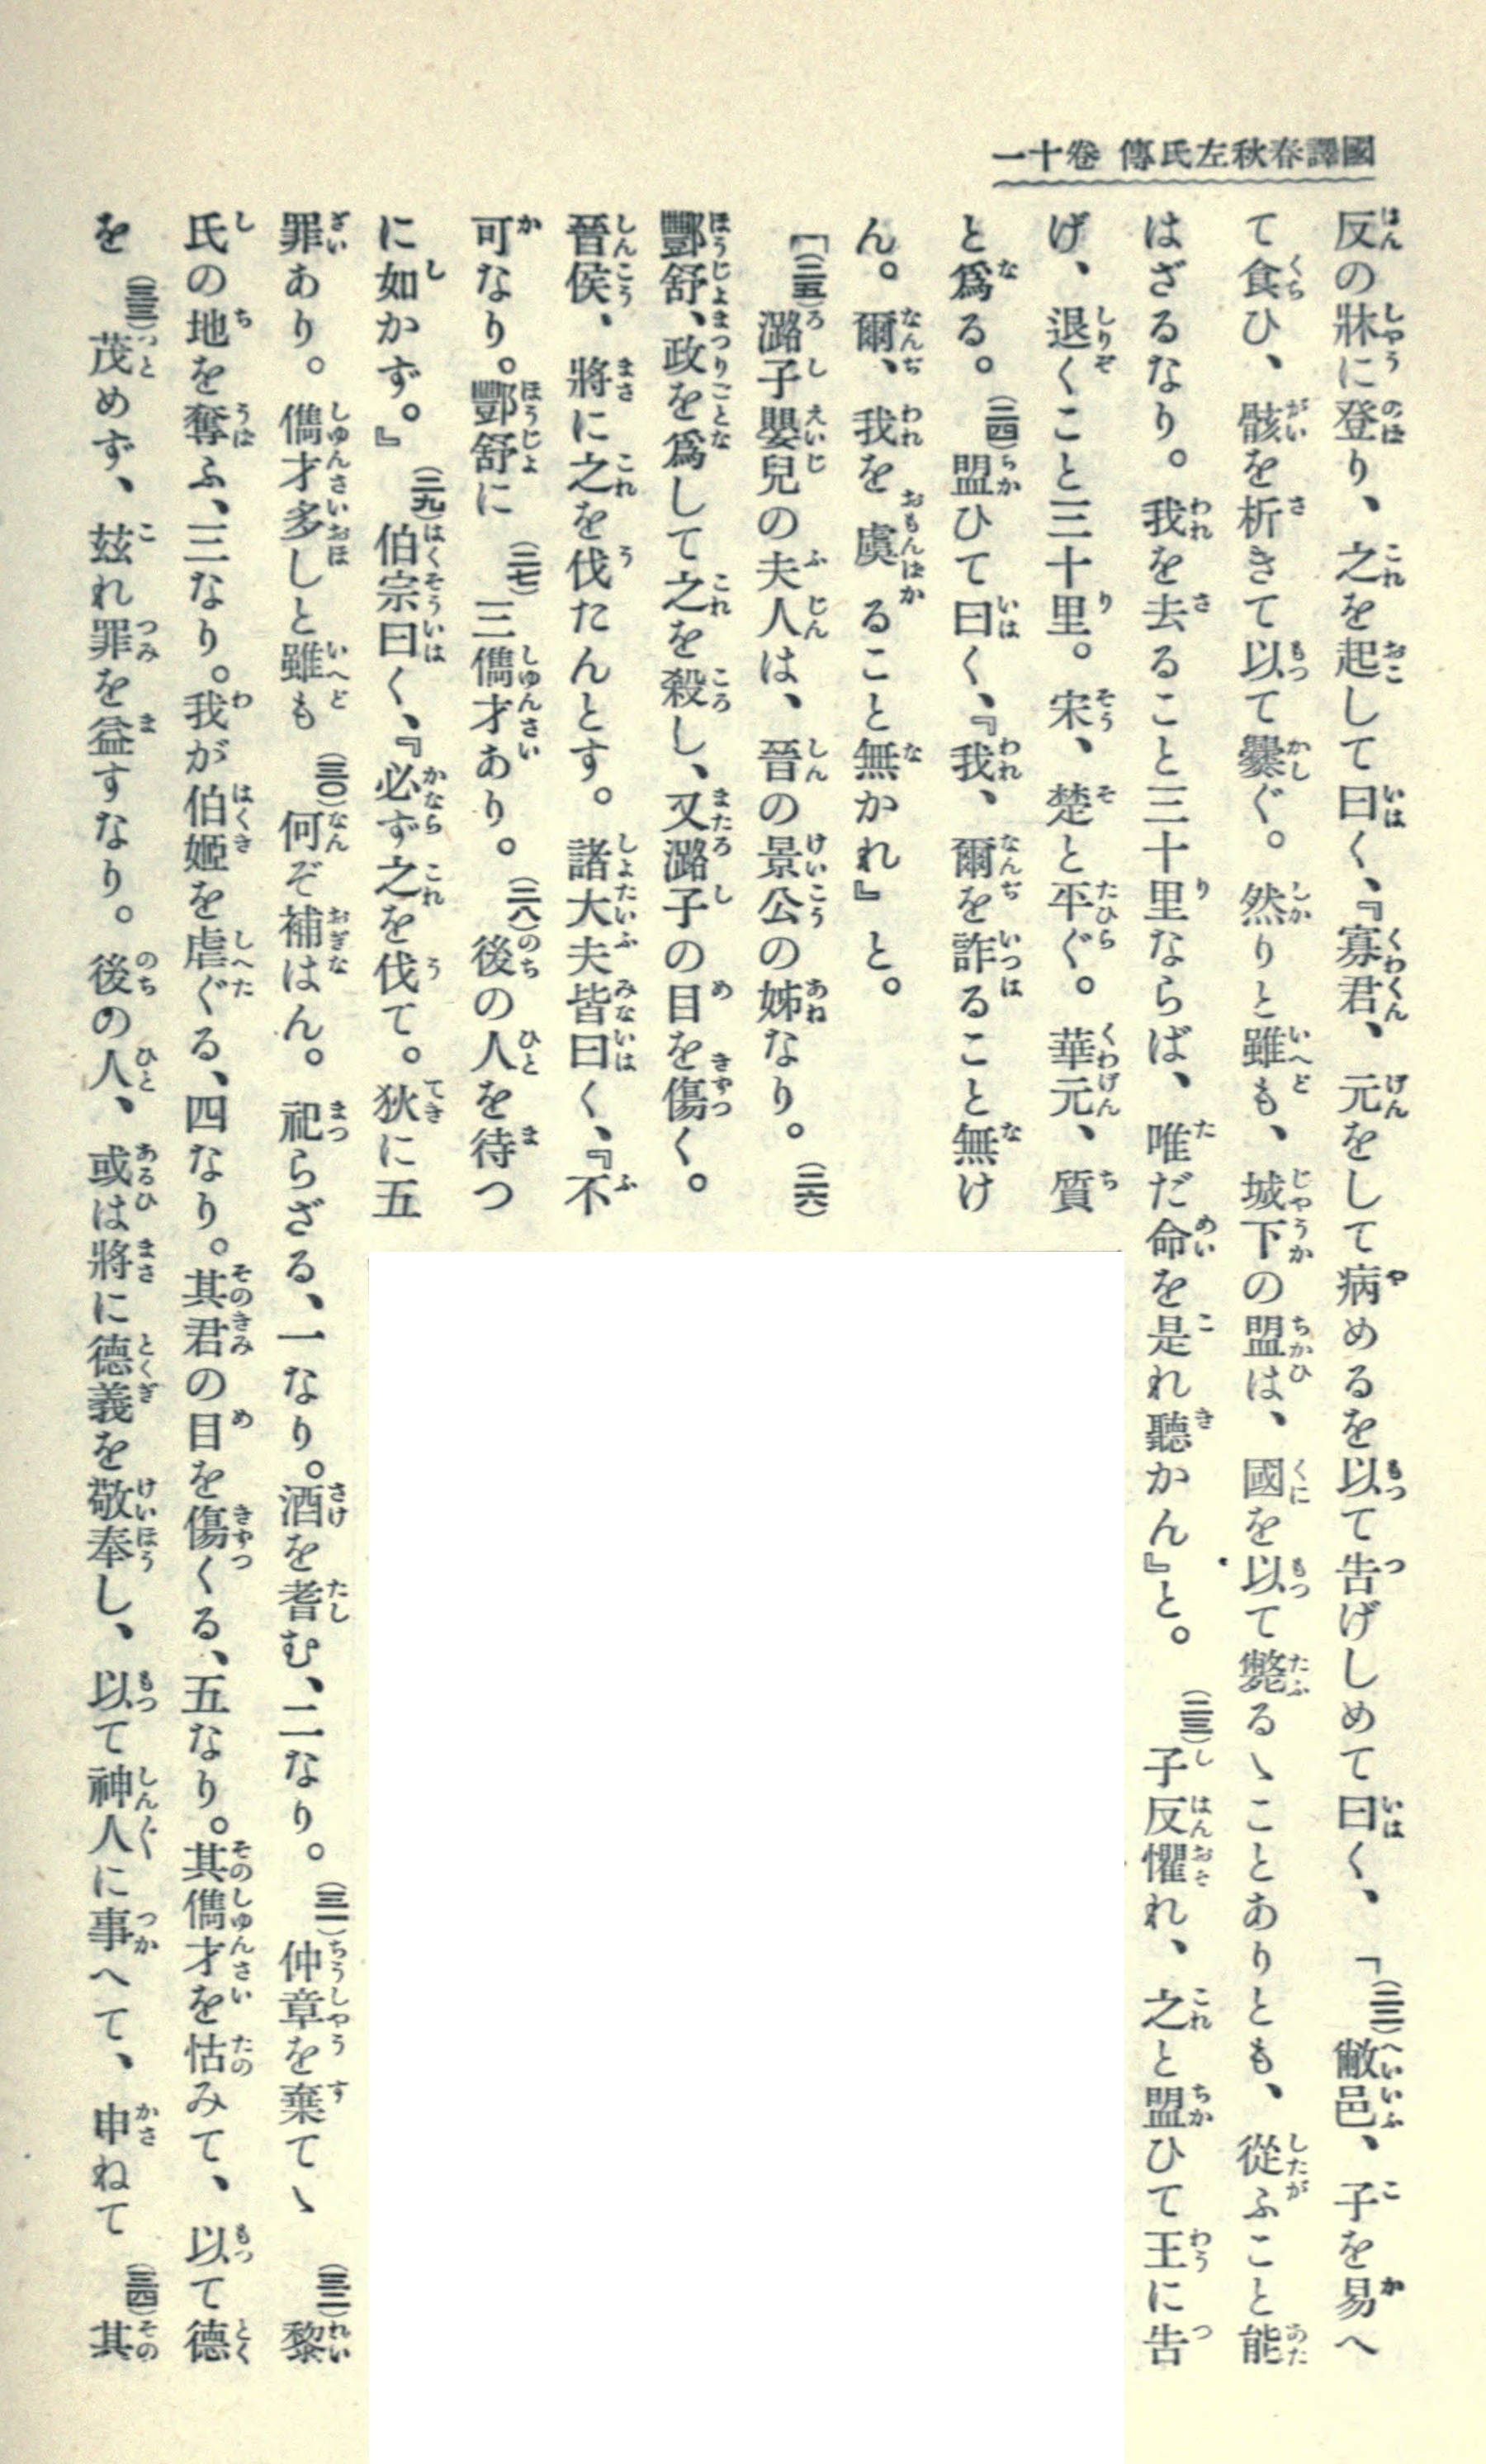 國譯春秋左氏傳 卷十一
反の牀に登り、之を起して曰く、『寡君、元をして病めるを以て告げしめて曰く、「(二二)敝邑、子を易へ
て食ひ、骸を析きて以て爨ぐ。然りと雖も、城下の盟は、國を以て斃るゝことありとも、從ふこと能
はざるなり。我を去ること三十里ならば、唯だ命を是れ聽かん』と。(二三)子反懼れ、之と盟ひて王に告
げ、退くこと三十里。宋、楚と平ぐ。華元、質
と爲る。(二四)盟ひて曰く、『我、爾を詐ること無け
ん。爾、我を虞ること無かれ』と。
[(二五)潞子嬰兒の夫人は、晉の景公の姊なり。(二六)
酆舒、政を爲して之を殺し、又潞子の目を傷く。
晉侯、將に之を伐たんとす。諸大夫皆曰く、『不
可なり。酆舒に(二七)三儁才あり。(二八)後の人を待つ
に如かず。』(二九)伯宗曰く、『必ず之を伐て。狄に五
罪あり。儁才多しと雖も(三〇)何ぞ補はん。祀らざる、一なり。酒を耆む、二なり。(三一)仲章を棄てゝ(三二)黎
氏の地を奪ふ、三なり。我が伯姬を虐ぐる、四なり。其君の目を傷くる、五なり。其儁才を怙みて、以て德
を(三三)茂めず、玆れ罪を益すなり。後の人、或は將に德義を敬奉し、以て神人に事へて、申ねて(三四)其